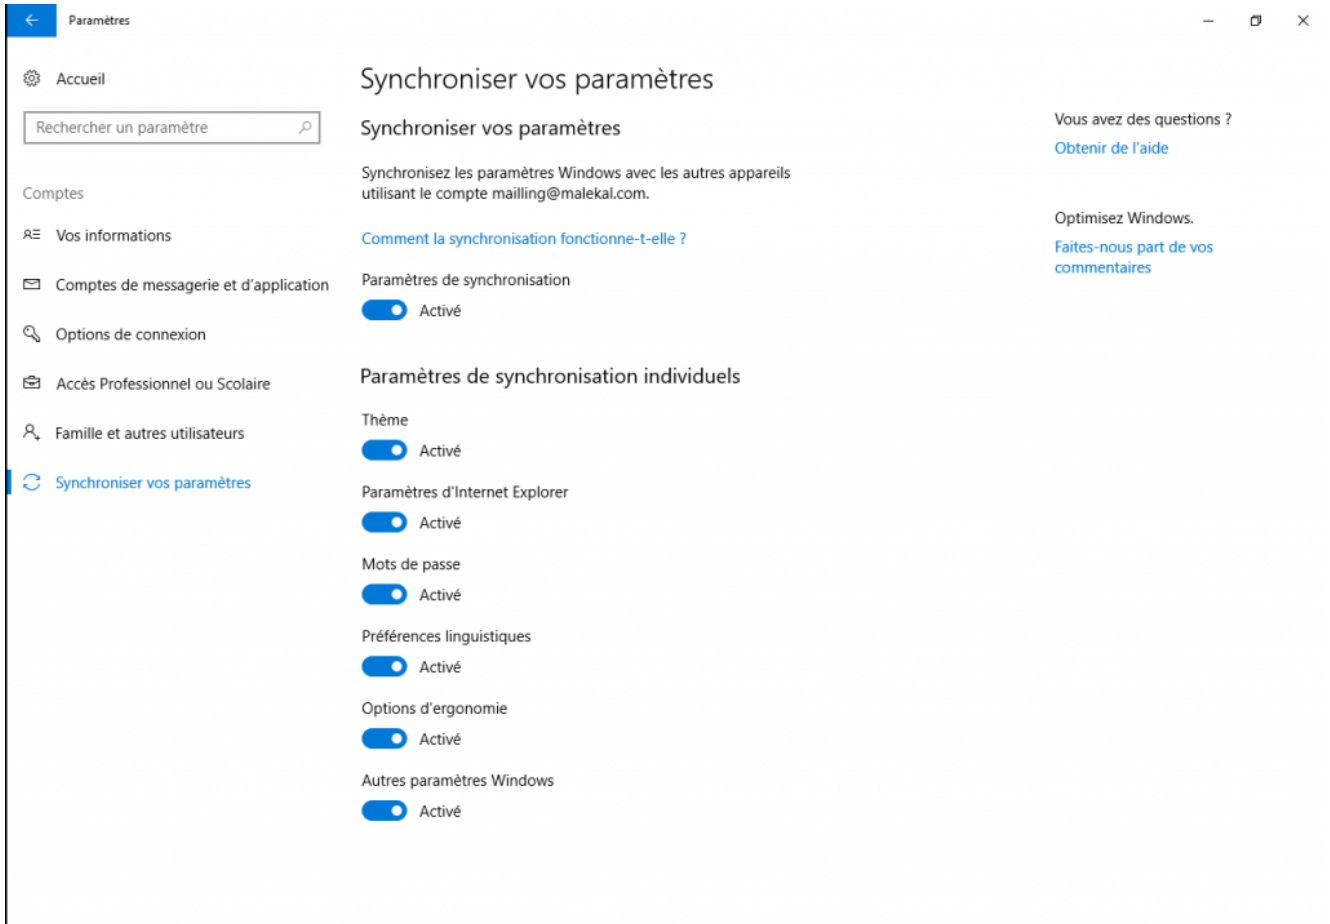 Paramètres
Accueil
Rechercher un paramètre
Comptes
Vos informations
Comptes de messagerie et d'application
Options de connexion
Accès Professionnel ou Scolaire
Famille et autres utilisateurs
Synchroniser vos paramètres
Synchroniser vos paramètres
Synchroniser vos paramètres
Synchronisez les paramètres Windows avec les autres appareils
utilisant le compte mailling@malekal.com.
Comment la synchronisation fonctionne-t-elle ?
Paramètres de synchronisation
Activé
Paramètres de synchronisation individuels
Thème
Activé
Paramètres d'Internet Explorer
Activé
Mots de passe
Activé
Préférences linguistiques
Activé
Options d'ergonomie
Activé
Autres paramètres Windows
Activé
Vous avez des questions ?
Obtenir de l'aide
Optimisez Windows.
Faites-nous part de vos
commentaires